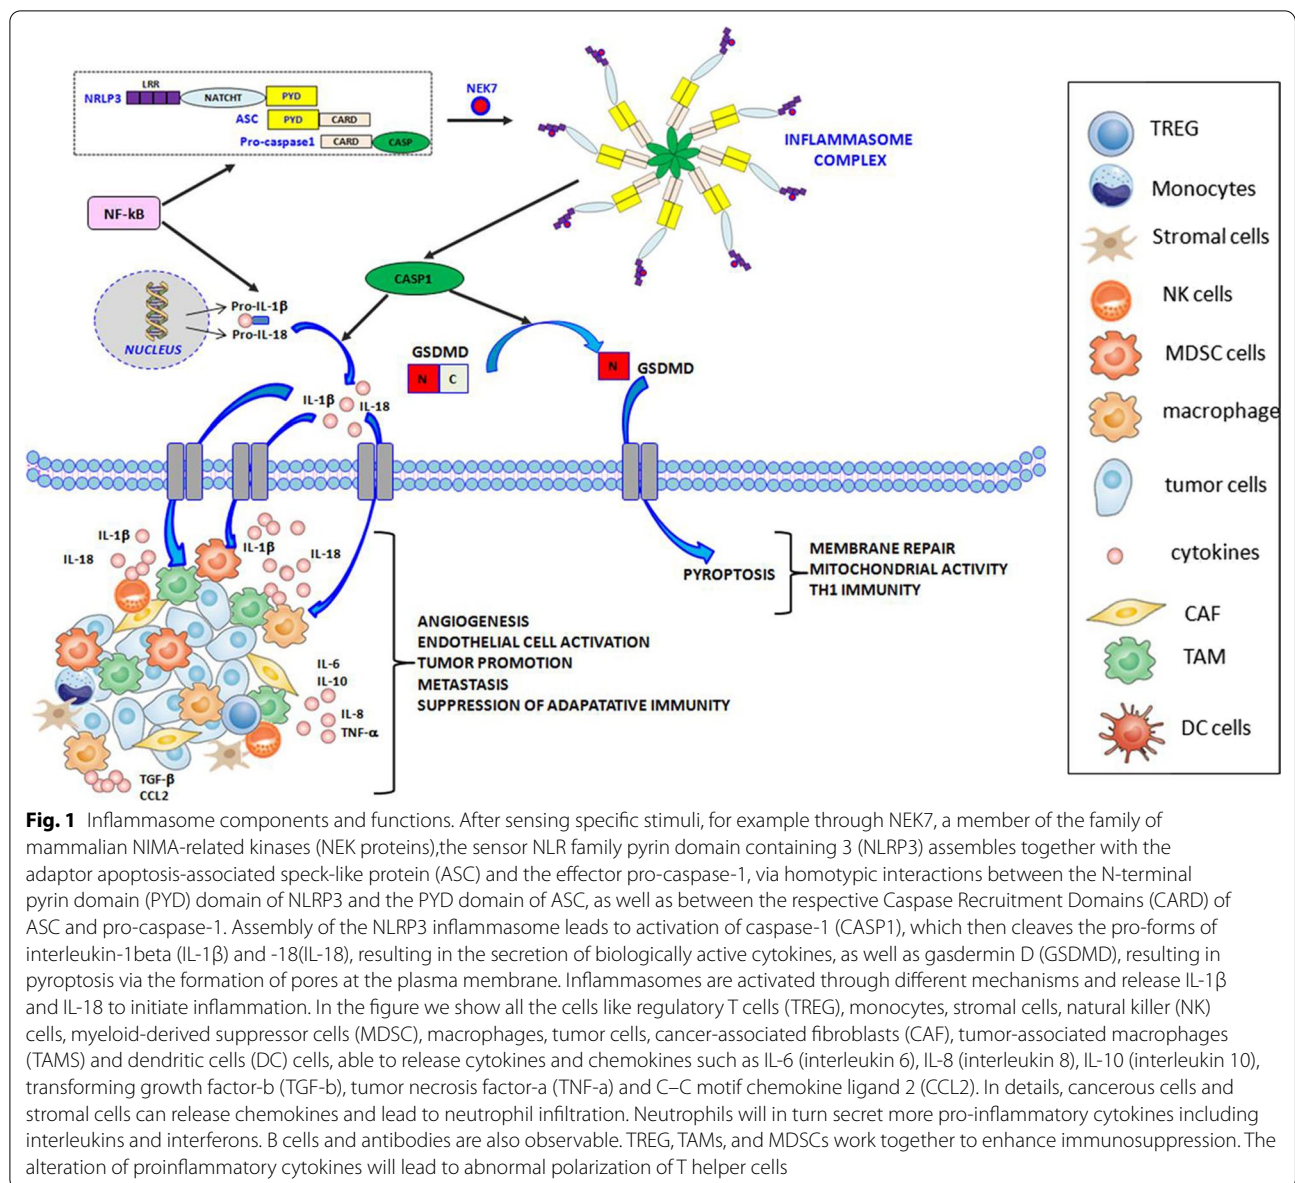 LRR
NRLP3
NATCHT
PYD
ASC
PYD
CARD
Pro-caspase1
CARD
CASP
NEK7
INFLAMMASOME
COMPLEX
NF-kB
CASP1
Pro-IL-1β
Pro-IL-18
NUCLEUS
GSDMD
N
C
N
GSDMD
IL-1β
IL-18
IL-1β
IL-18
IL-1β
IL-18
PYROPTOSIS
MEMBRANE REPAIR
MITOCHONDRIAL ACTIVITY
TH1 IMMUNITY
ANGIOGENESIS
ENDOTHELIAL CELL ACTIVATION
TUMOR PROMOTION
METASTASIS
SUPPRESSION OF ADAPATATIVE IMMUNITY
IL-6
IL-10
IL-8
TNF-α
TGF-β
CCL2
TREG
Monocytes
Stromal cells
NK cells
MDSC cells
macrophage
tumor cells
cytokines
CAF
TAM
DC cells
Fig. 1 Inflammasome components and functions. After sensing specific stimuli, for example through NEK7, a member of the family of
mammalian NIMA-related kinases (NEK proteins),the sensor NLR family pyrin domain containing 3 (NLRP3) assembles together with the
adaptor apoptosis-associated speck-like protein (ASC) and the effector pro-caspase-1, via homotypic interactions between the N-terminal
pyrin domain (PYD) domain of NLRP3 and the PYD domain of ASC, as well as between the respective Caspase Recruitment Domains (CARD) of
ASC and pro-caspase-1. Assembly of the NLRP3 inflammasome leads to activation of caspase-1 (CASP1), which then cleaves the pro-forms of
interleukin-1beta (IL-1β) and -18(IL-18), resulting in the secretion of biologically active cytokines, as well as gasdermin D (GSDMD), resulting in
pyroptosis via the formation of pores at the plasma membrane. Inflammasomes are activated through different mechanisms and release IL-1β
and IL-18 to initiate inflammation. In the figure we show all the cells like regulatory T cells (TREG), monocytes, stromal cells, natural killer (NK)
cells, myeloid-derived suppressor cells (MDSC), macrophages, tumor cells, cancer-associated fibroblasts (CAF), tumor-associated macrophages
(TAMS) and dendritic cells (DC) cells, able to release cytokines and chemokines such as IL-6 (interleukin 6), IL-8 (interleukin 8), IL-10 (interleukin 10),
transforming growth factor-b (TGF-b), tumor necrosis factor-a (TNF-a) and C–C motif chemokine ligand 2 (CCL2). In details, cancerous cells and
stromal cells can release chemokines and lead to neutrophil infiltration. Neutrophils will in turn secret more pro-inflammatory cytokines including
interleukins and interferons. B cells and antibodies are also observable. TREG, TAMs, and MDSCs work together to enhance immunosuppression. The
alteration of proinflammatory cytokines will lead to abnormal polarization of T helper cells